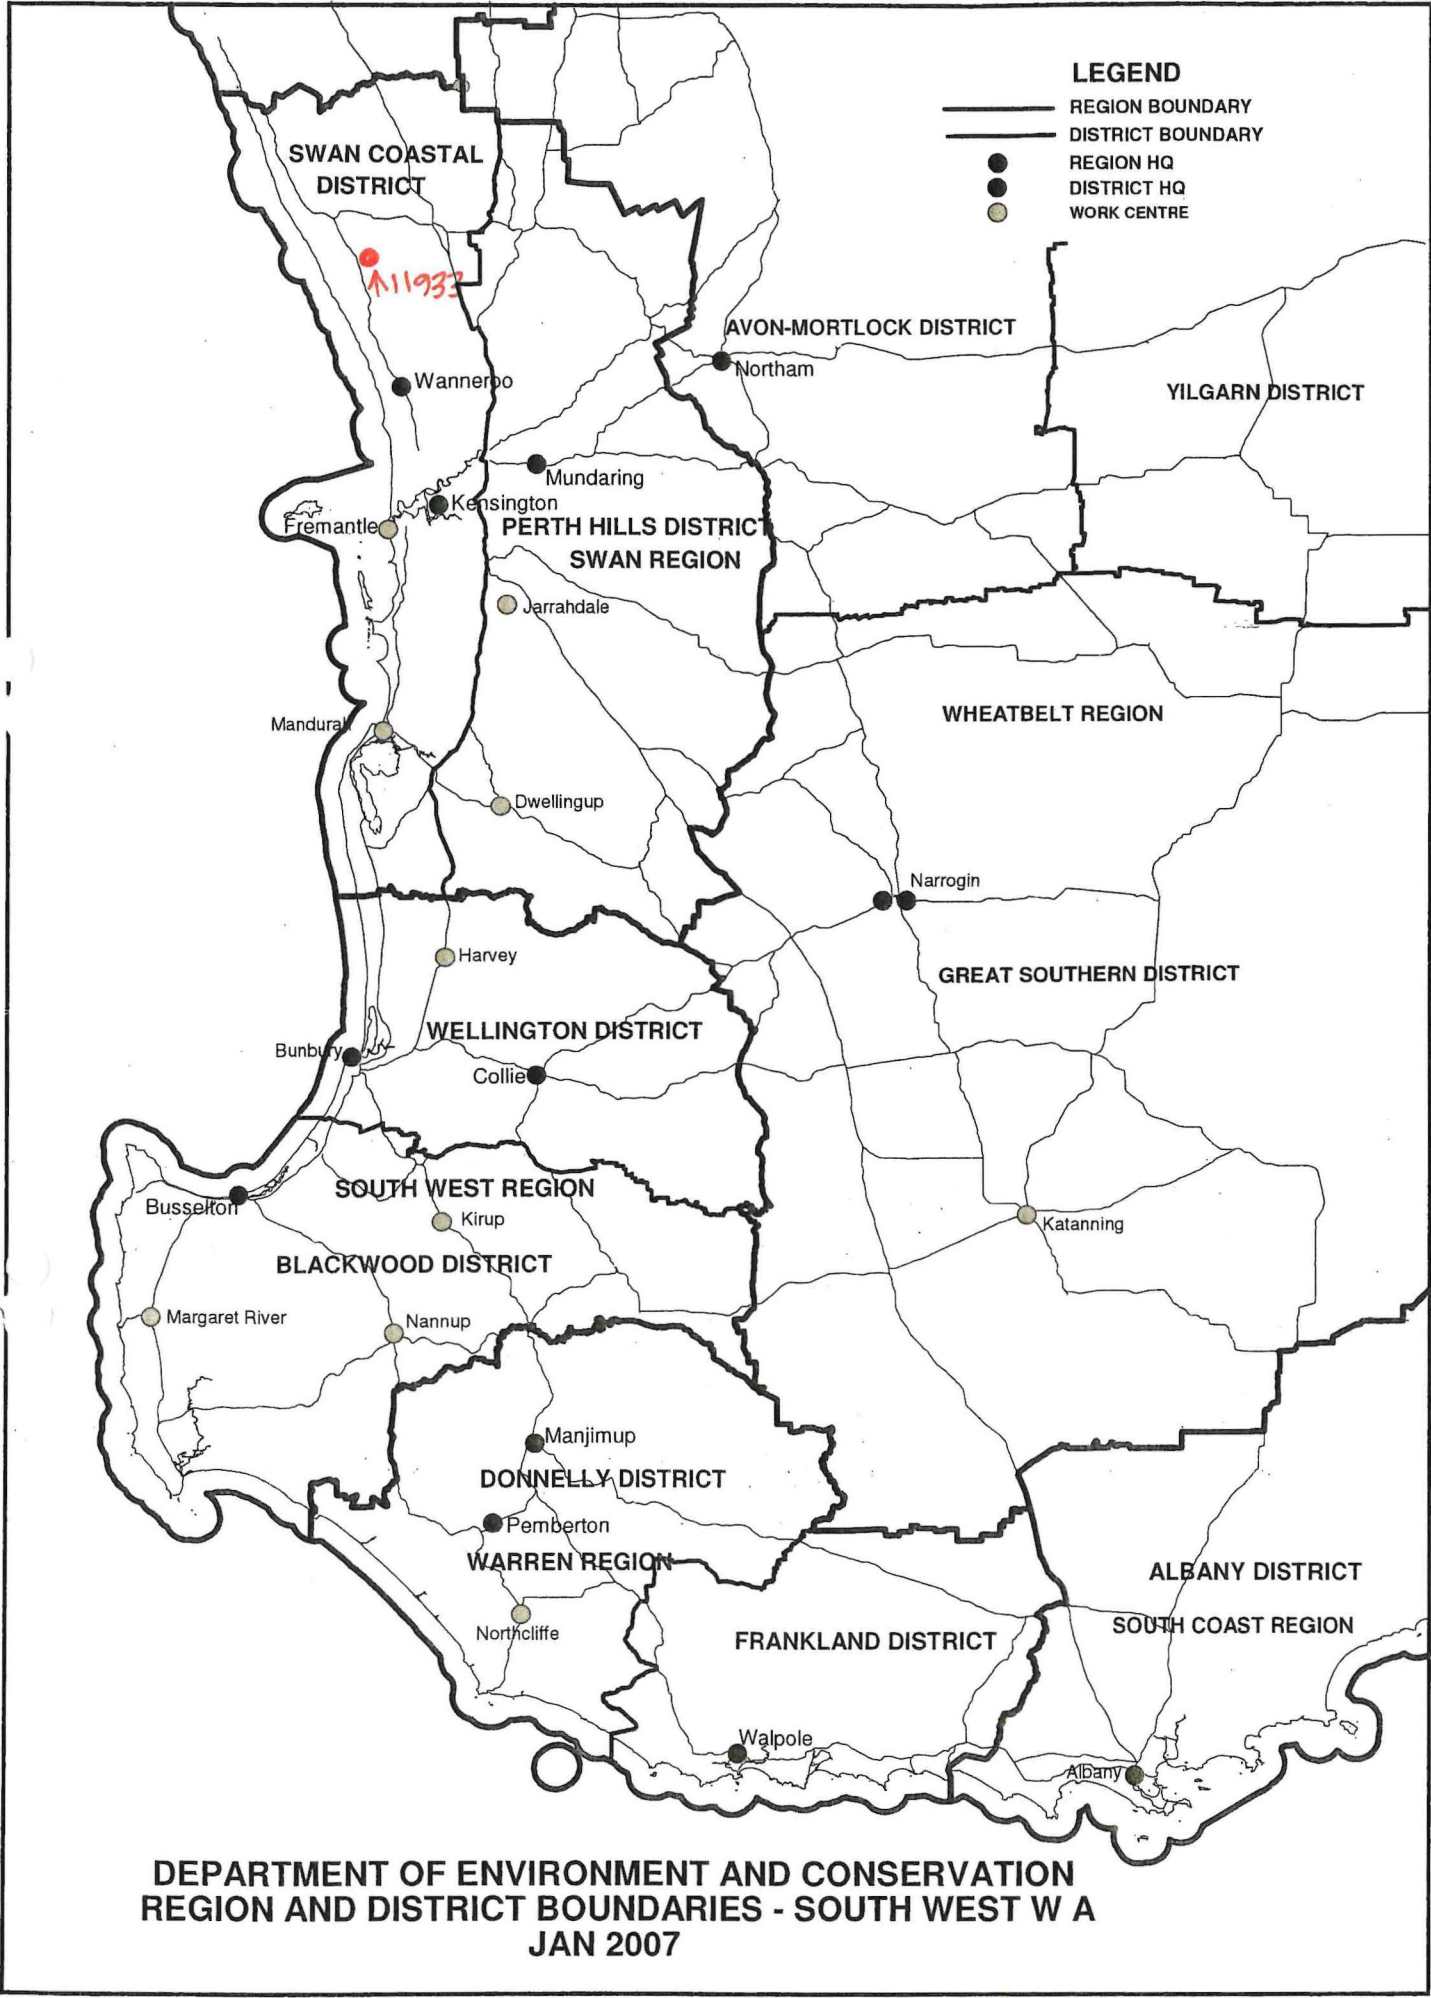 LEGEND
REGION BOUNDARY
DISTRICT BOUNDARY
REGION HQ
DISTRICT HQ
WORK CENTRE
SWAN COASTAL
DISTRICT
↑11933
AVON-MORTLOCK DISTRICT
Northam
Wanneroo
YILGARN DISTRICT
Mundaring
Kensington
Fremantle
PERTH HILLS DISTRICT
SWAN REGION
Jarrahdale
Mandurah
WHEATBELT REGION
Dwellingup
Narrogin
Harvey
GREAT SOUTHERN DISTRICT
WELLINGTON DISTRICT
Bunbury
Collie
SOUTH WEST REGION
Busselton
Kirup
Katanning
BLACKWOOD DISTRICT
Margaret River
Nannup
Manjimup
DONNELLY DISTRICT
Pemberton
WARREN REGION
ALBANY DISTRICT
Northcliffe
SOUTH COAST REGION
FRANKLAND DISTRICT
Walpole
Albany
DEPARTMENT OF ENVIRONMENT AND CONSERVATION
REGION AND DISTRICT BOUNDARIES - SOUTH WEST W A
JAN 2007